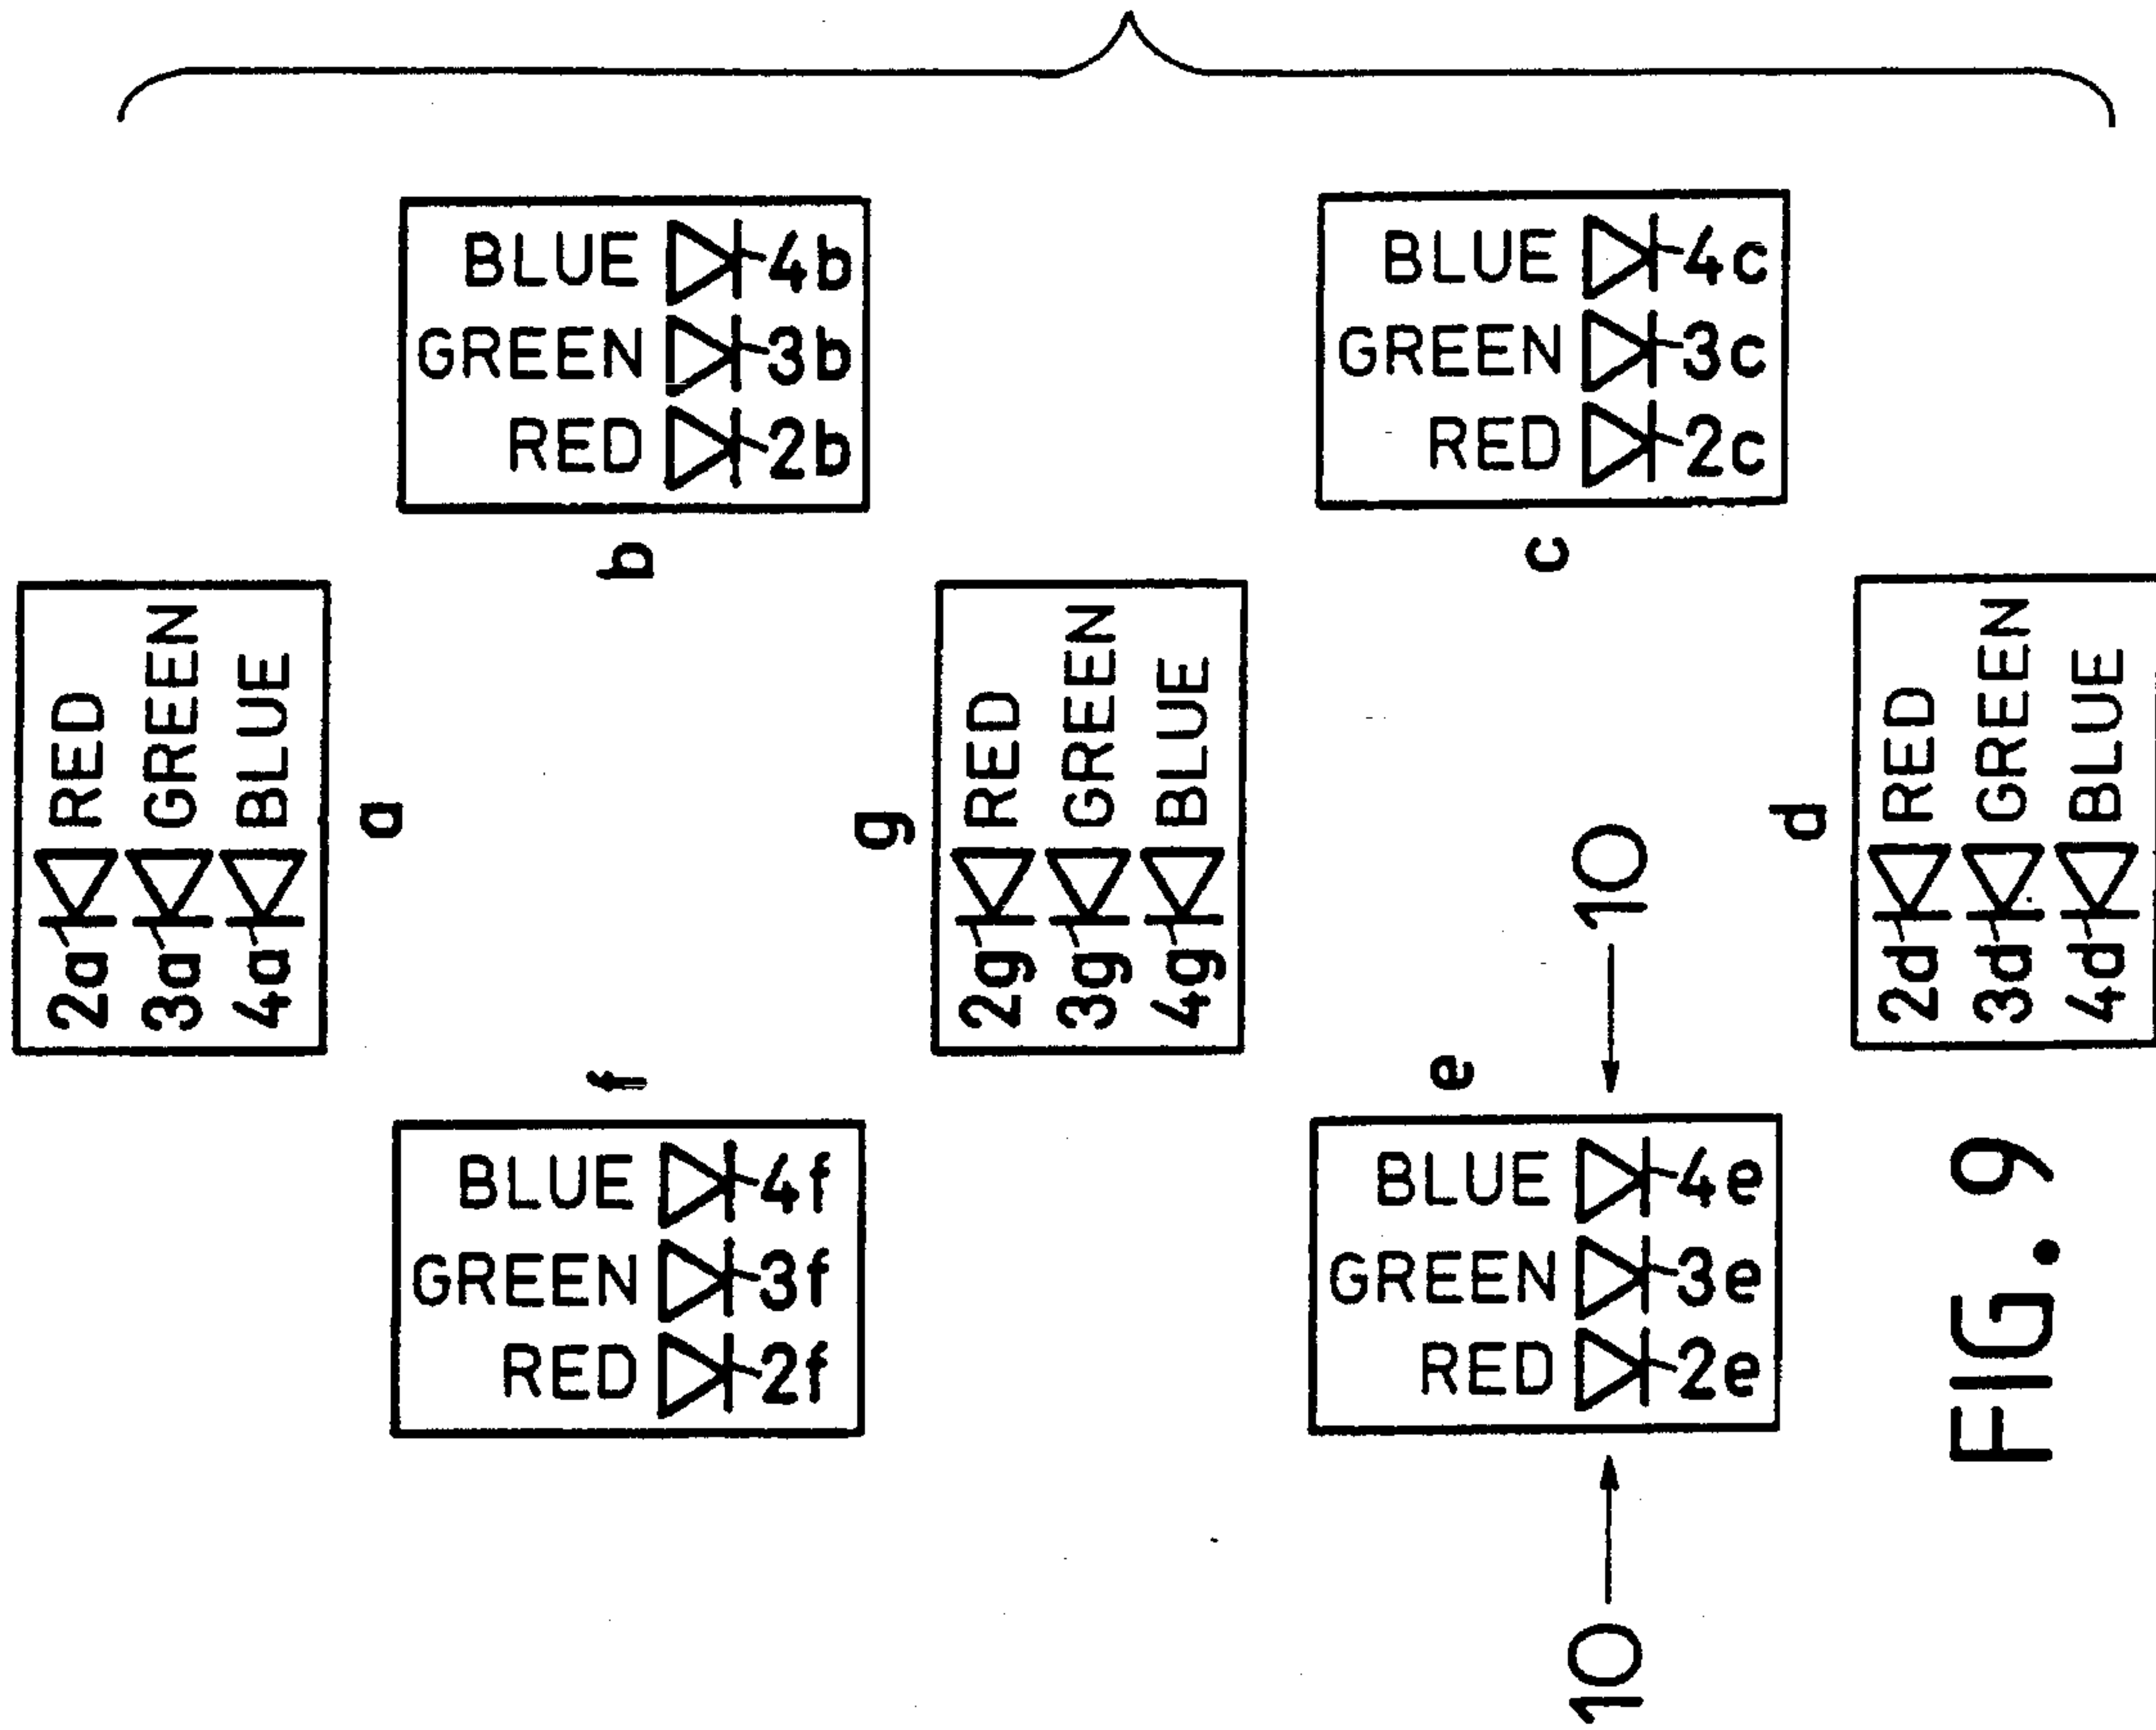 2a RED
3a GREEN
4a BLUE
a
BLUE 4b
GREEN 3b
RED 2b
b
f
BLUE 4f
GREEN 3f
RED 2f
g
2g RED
3g GREEN
4g BLUE
BLUE 4c
GREEN 3c
RED 2c
c
e
BLUE 4e
GREEN 3e
RED 2e
10
10
d
2d RED
3d GREEN
4d BLUE
FIG. 9